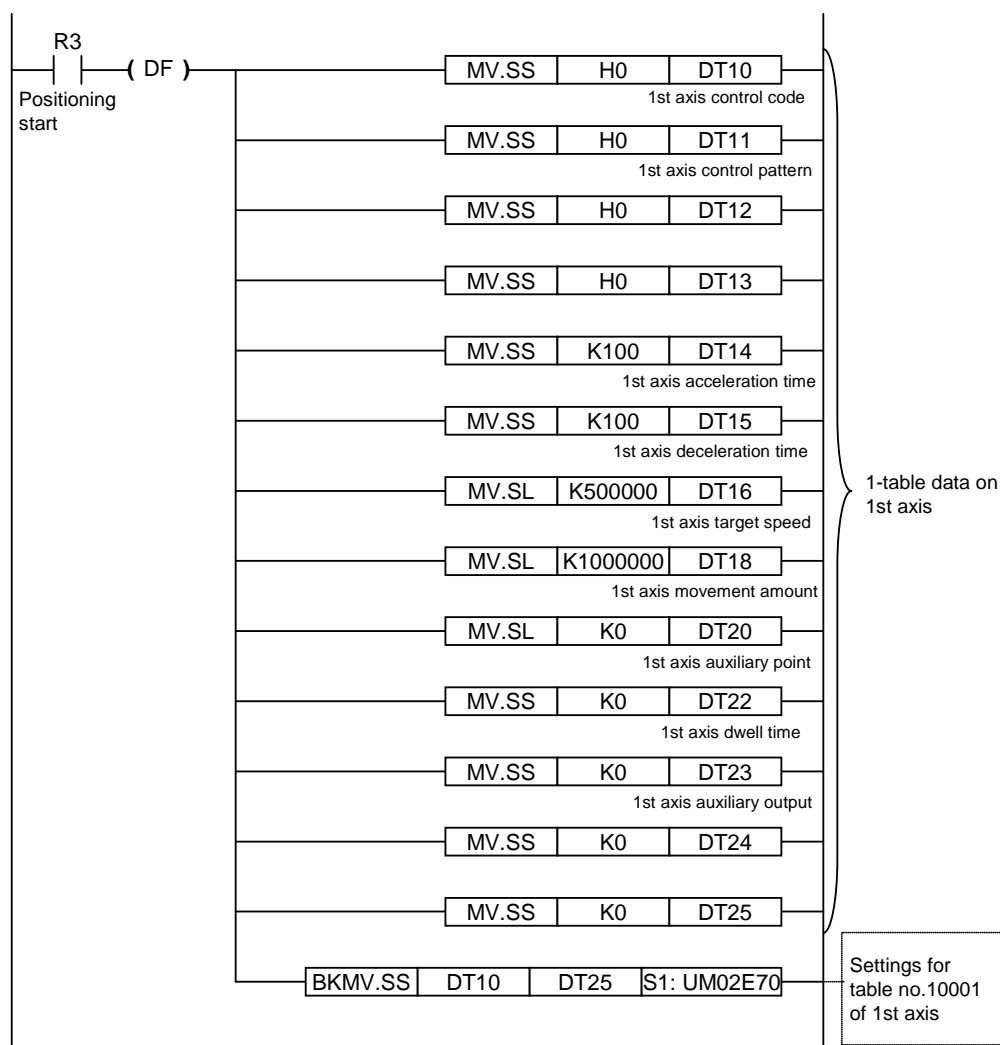 R3
( DF )
Positioning
start
MV.SS H0 DT10
1st axis control code
MV.SS H0 DT11
1st axis control pattern
MV.SS H0 DT12
MV.SS H0 DT13
MV.SS K100 DT14
1st axis acceleration time
MV.SS K100 DT15
1st axis deceleration time
MV.SL K500000 DT16
1st axis target speed
MV.SL K1000000 DT18
1st axis movement amount
MV.SL K0 DT20
1st axis auxiliary point
MV.SS K0 DT22
1st axis dwell time
MV.SS K0 DT23
1st axis auxiliary output
MV.SS K0 DT24
MV.SS K0 DT25
1-table data on
1st axis
BKMV.SS DT10 DT25 S1: UM02E70
Settings for
table no.10001
of 1st axis